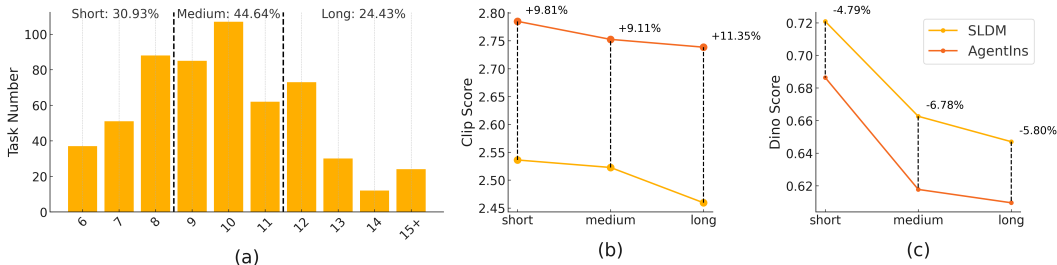 Short: 30.93%
Medium: 44.64%
Long: 24.43%
Task Number
100
80
60
40
20
0
6
7
8
9
10
11
12
13
14
15+
(a)
Clip Score
2.80
2.75
2.70
2.65
2.60
2.55
2.50
2.45
+9.81%
+9.11%
+11.35%
short
medium
long
(b)
Dino Score
0.72
0.70
0.68
0.66
0.64
0.62
-4.79%
-6.78%
-5.80%
SLDM
AgentIns
short
medium
long
(c)